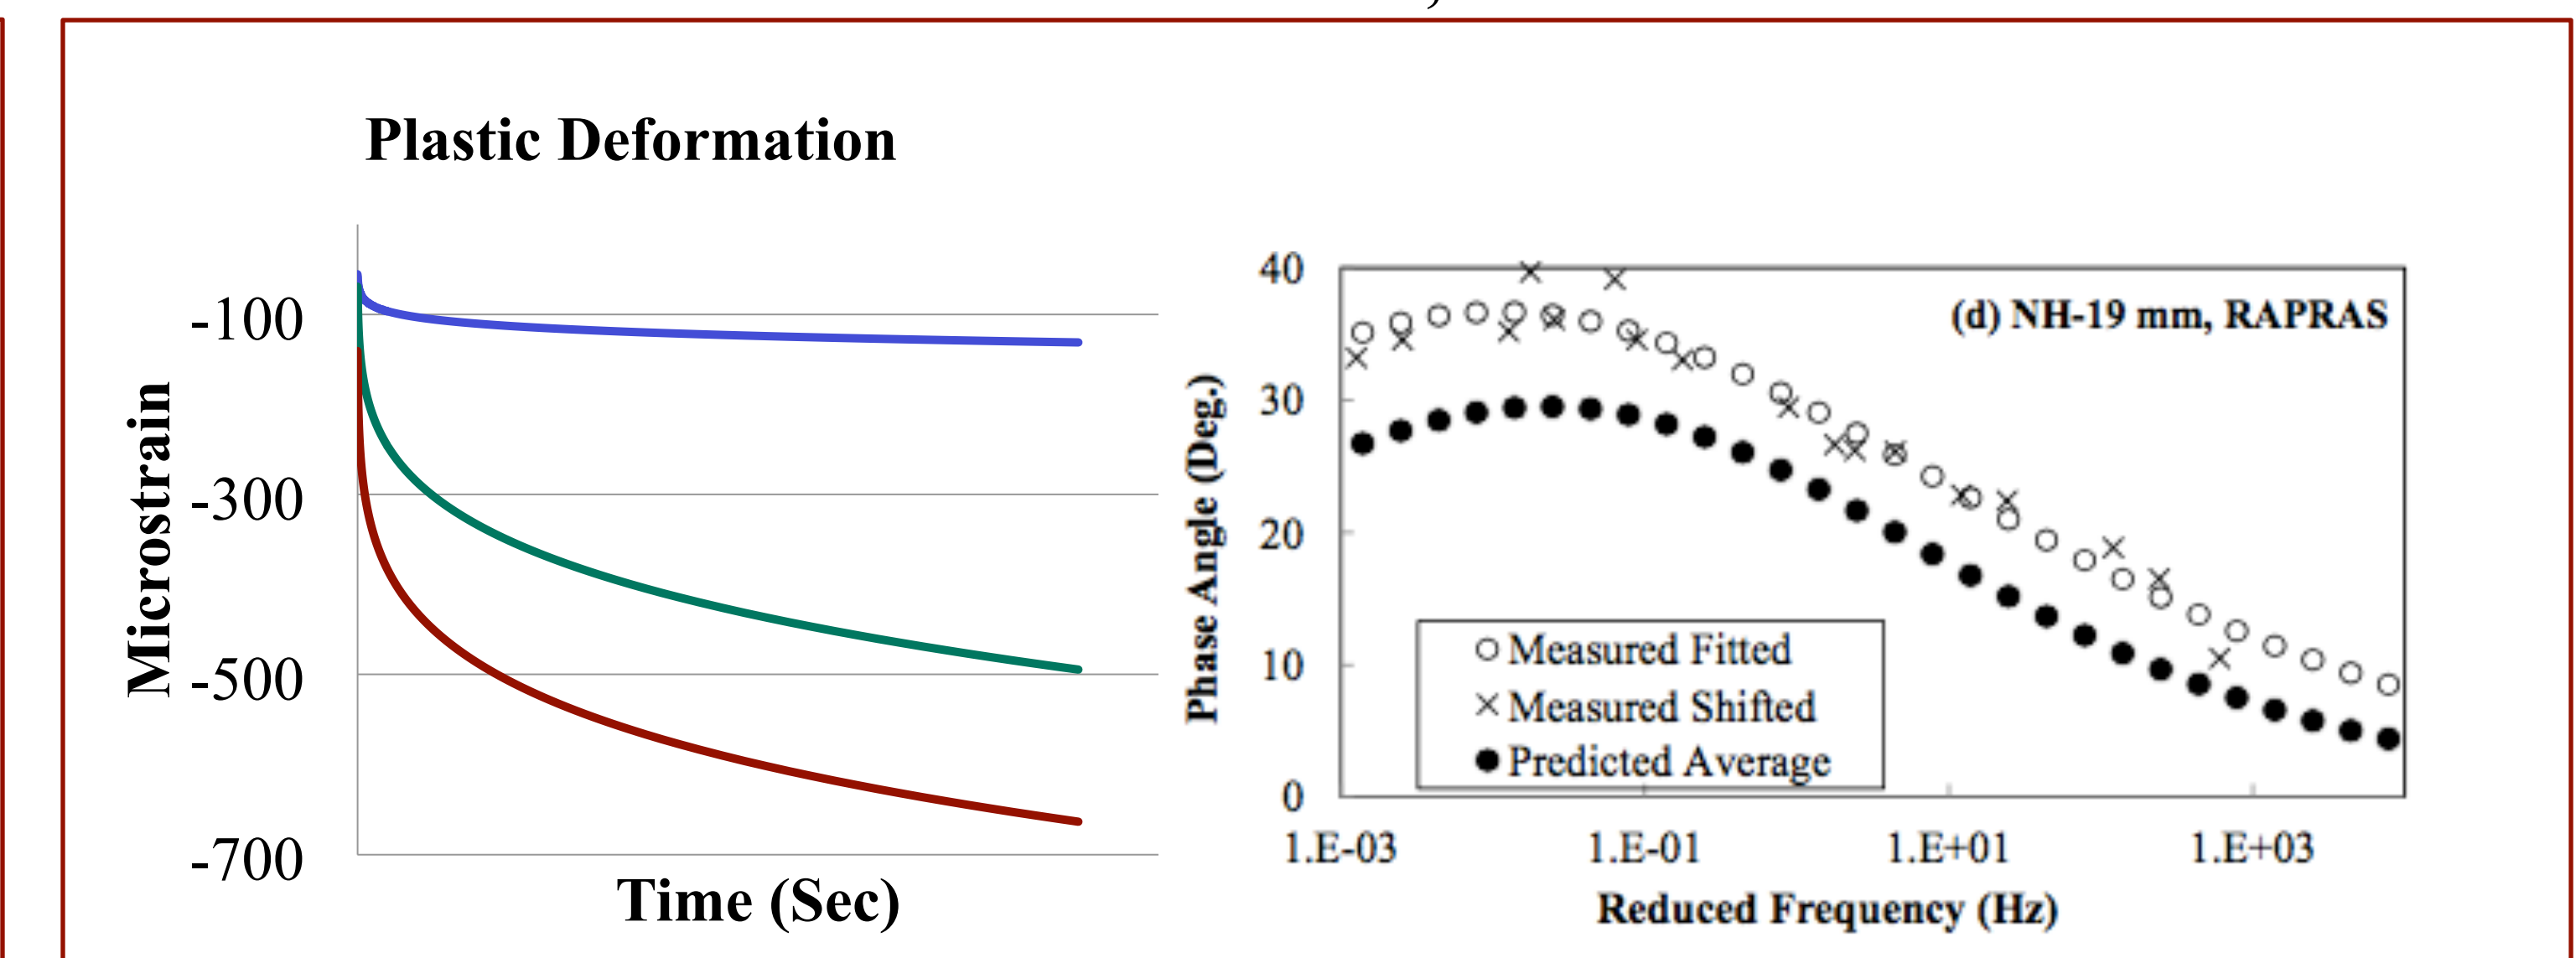 Plastic Deformation
Microstrain
-100
-300
-500
-700
Time (Sec)
Phase Angle (Deg.)
40
30
20
10
0
(d) NH-19 mm, RAPRAS
Measured Fitted
Measured Shifted
Predicted Average
1.E-03 1.E-01 1.E+01 1.E+03
Reduced Frequency (Hz)